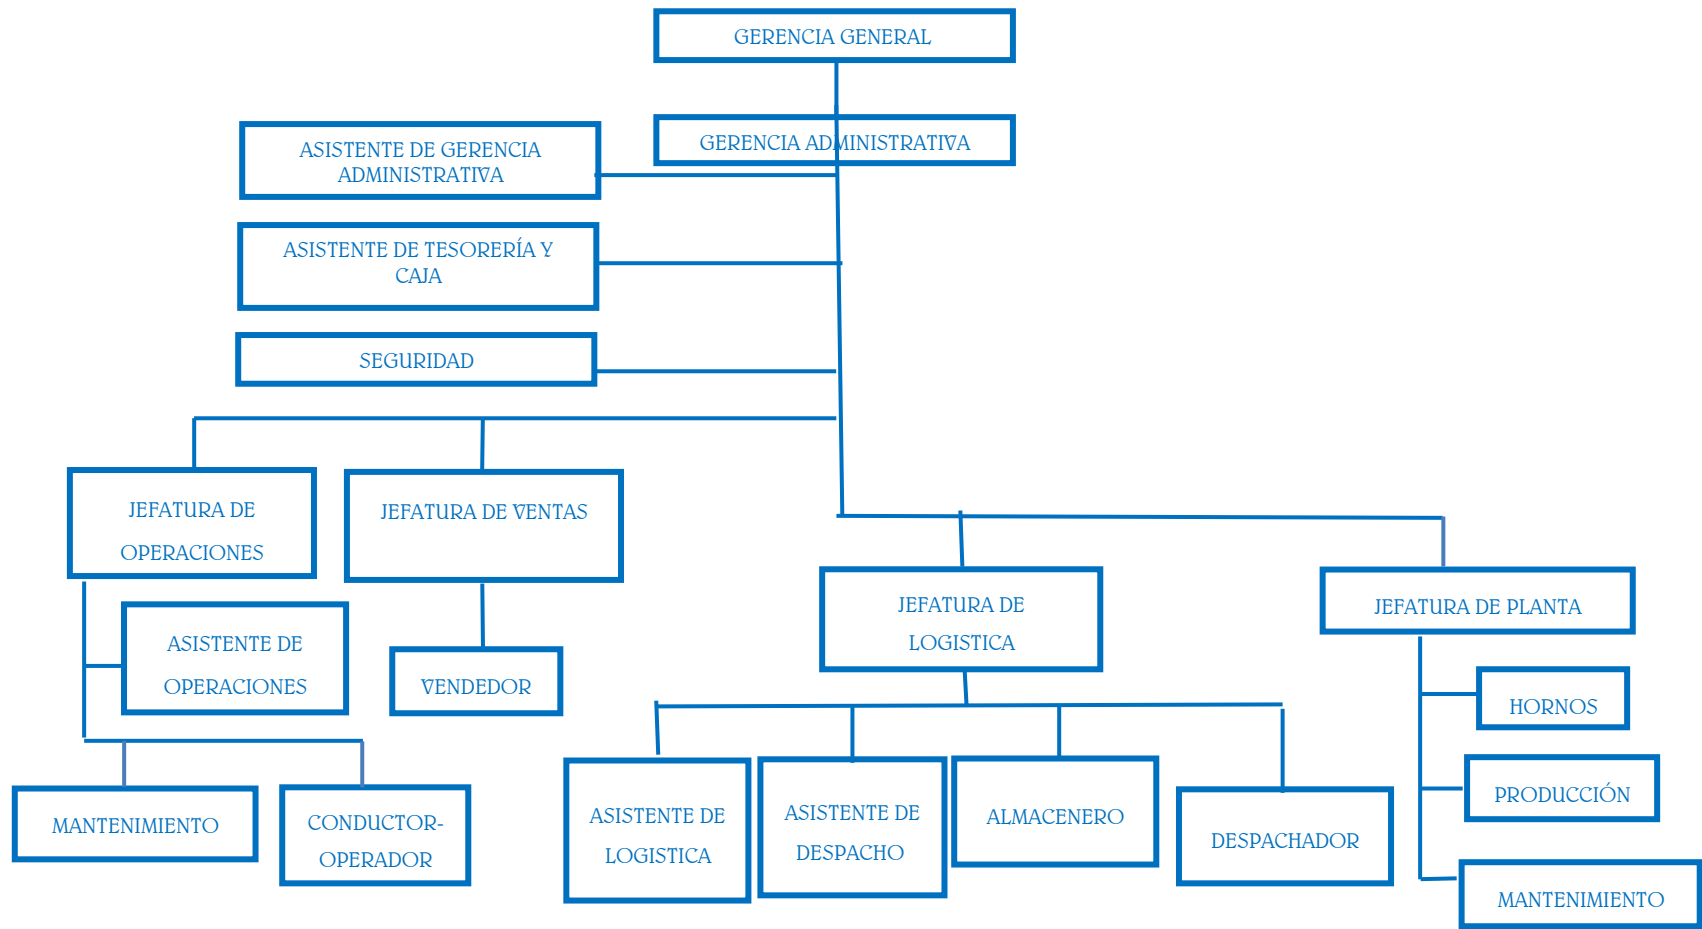 GERENCIA GENERAL
GERENCIA ADMINISTRATIVA
ASISTENTE DE GERENCIA
ADMINISTRATIVA
ASISTENTE DE TESORERÍA Y
CAJA
SEGURIDAD
JEFATURA DE
OPERACIONES
JEFATURA DE VENTAS
ASISTENTE DE
OPERACIONES
VENDEDOR
MANTENIMIENTO
CONDUCTOR-
OPERADOR
JEFATURA DE
LOGISTICA
ASISTENTE DE
LOGISTICA
ASISTENTE DE
DESPACHO
ALMACENERO
DESPACHADOR
JEFATURA DE PLANTA
HORNOS
PRODUCCIÓN
MANTENIMIENTO